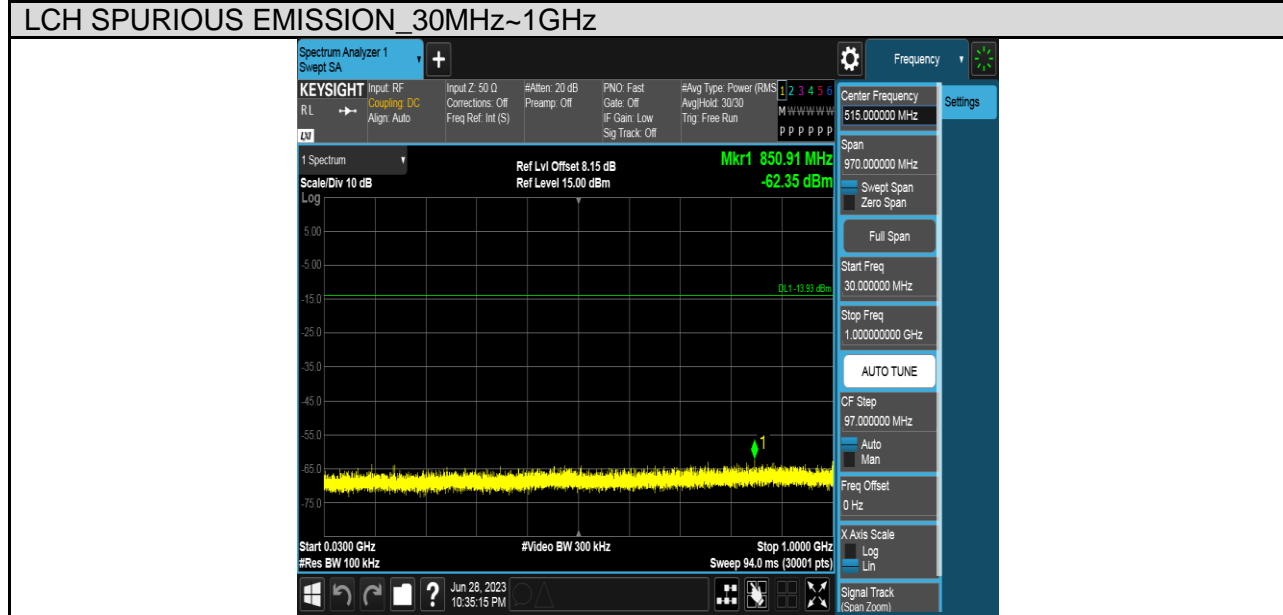 LCH SPURIOUS EMISSION_30MHz~1GHz
Spectrum Analyzer 1
Swept SA
+
Frequency
KEYSIGHT
RL
LXI
Input: RF
Coupling: DC
Align: Auto
Input Z: 50 Ω
Corrections: Off
Freq Ref: Int (S)
#Atten: 20 dB
Preamp: Off
PNO: Fast
Gate: Off
IF Gain: Low
Sig Track: Off
#Avg Type: Power (RMS
Avg|Hold: 30/30
Trig: Free Run
1 2 3 4 5 6
M W W W W W
P P P P P P
Center Frequency
515.000000 MHz
Settings
1 Spectrum
Scale/Div 10 dB
Log
Ref Lvl Offset 8.15 dB
Ref Level 15.00 dBm
Mkr1 850.91 MHz
-62.35 dBm
Span
970.000000 MHz
Swept Span
Zero Span
Full Span
5.00
-5.00
DL1 -13.93 dBm
-15.0
-25.0
-35.0
-45.0
-55.0
1
-65.0
-75.0
Start Freq
30.000000 MHz
Stop Freq
1.000000000 GHz
AUTO TUNE
CF Step
97.000000 MHz
Auto
Man
Freq Offset
0 Hz
X Axis Scale
Log
Lin
Signal Track
(Span Zoom)
Start 0.0300 GHz
#Res BW 100 kHz
#Video BW 300 kHz
Stop 1.0000 GHz
Sweep 94.0 ms (30001 pts)
?
Jun 28, 2023
10:35:15 PM